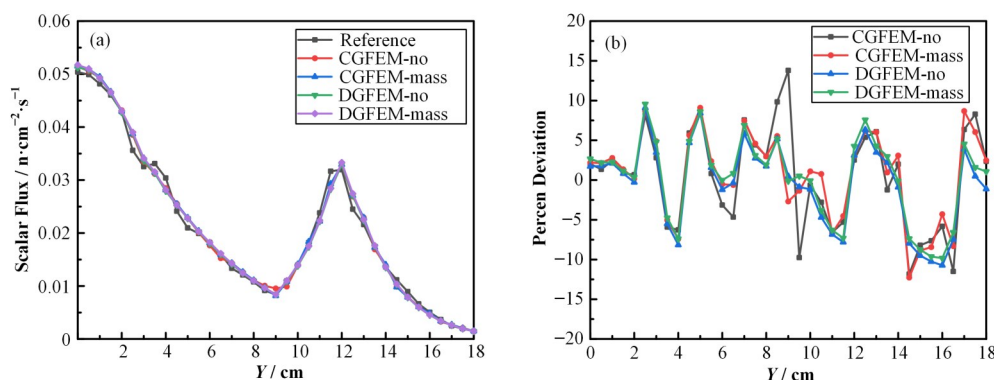 (a)
Reference
CGFEM-no
CGFEM-mass
DGFEM-no
DGFEM-mass
Scalar Flux / n·cm⁻²·s⁻¹
0.06
0.05
0.04
0.03
0.02
0.01
0
2 4 6 8 10 12 14 16 18
Y / cm
(b)
CGFEM-no
CGFEM-mass
DGFEM-no
DGFEM-mass
Percen Deviation
20
15
10
5
0
−5
−10
−15
−20
0 2 4 6 8 10 12 14 16 18
Y / cm